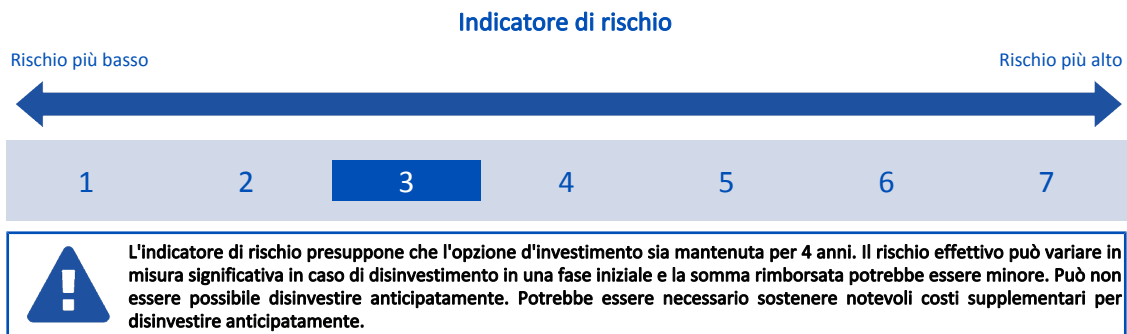 Indicatore di rischio
Rischio più basso
Rischio più alto
1 2 3 4 5 6 7
L'indicatore di rischio presuppone che l'opzione d'investimento sia mantenuta per 4 anni. Il rischio effettivo può variare in
misura significativa in caso di disinvestimento in una fase iniziale e la somma rimborsata potrebbe essere minore. Può non
essere possibile disinvestire anticipatamente. Potrebbe essere necessario sostenere notevoli costi supplementari per
disinvestire anticipatamente.